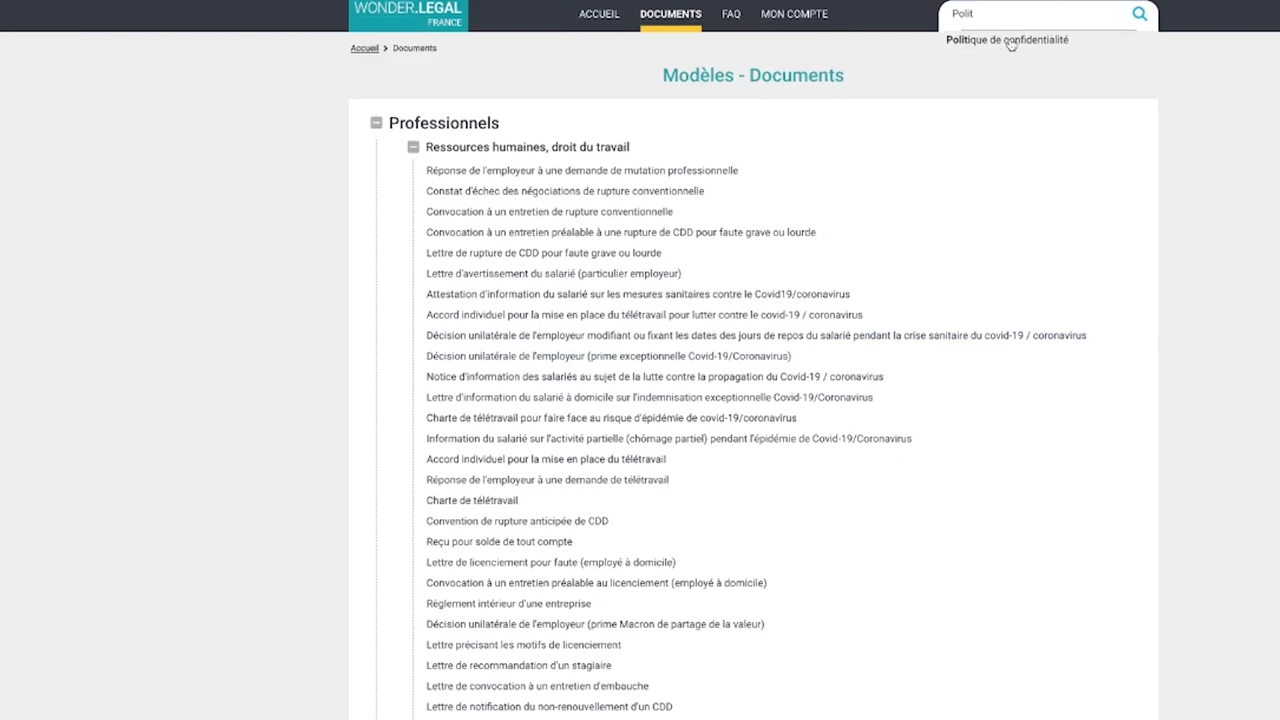 WONDER.LEGAL
FRANCE
ACCUEIL
DOCUMENTS
FAQ
MON COMPTE
Polit
Politique de confidentialité
Accueil > Documents
Modèles - Documents
Professionnels
Ressources humaines, droit du travail
Réponse de l'employeur à une demande de mutation professionnelle
Constat d'échec des négociations de rupture conventionnelle
Convocation à un entretien de rupture conventionnelle
Convocation à un entretien préalable à une rupture de CDD pour faute grave ou lourde
Lettre de rupture de CDD pour faute grave ou lourde
Lettre d'avertissement du salarié (particulier employeur)
Attestation d'information du salarié sur les mesures sanitaires contre le Covid19/coronavirus
Accord individuel pour la mise en place du télétravail pour lutter contre le covid-19 / coronavirus
Décision unilatérale de l'employeur modifiant ou fixant les dates des jours de repos du salarié pendant la crise sanitaire du covid-19 / coronavirus
Décision unilatérale de l'employeur (prime exceptionnelle Covid-19/Coronavirus)
Notice d'information des salariés au sujet de la lutte contre la propagation du Covid-19 / coronavirus
Lettre d'information du salarié à domicile sur l'indemnisation exceptionnelle Covid-19/Coronavirus
Charte de télétravail pour faire face au risque d'épidémie de covid-19/coronavirus
Information du salarié sur l'activité partielle (chômage partiel) pendant l'épidémie de Covid-19/Coronavirus
Accord individuel pour la mise en place du télétravail
Réponse de l'employeur à une demande de télétravail
Charte de télétravail
Convention de rupture anticipée de CDD
Reçu pour solde de tout compte
Lettre de licenciement pour faute (employé à domicile)
Convocation à un entretien préalable au licenciement (employé à domicile)
Règlement intérieur d'une entreprise
Décision unilatérale de l'employeur (prime Macron de partage de la valeur)
Lettre précisant les motifs de licenciement
Lettre de recommandation d'un stagiaire
Lettre de convocation à un entretien d'embauche
Lettre de notification du non-renouvellement d'un CDD